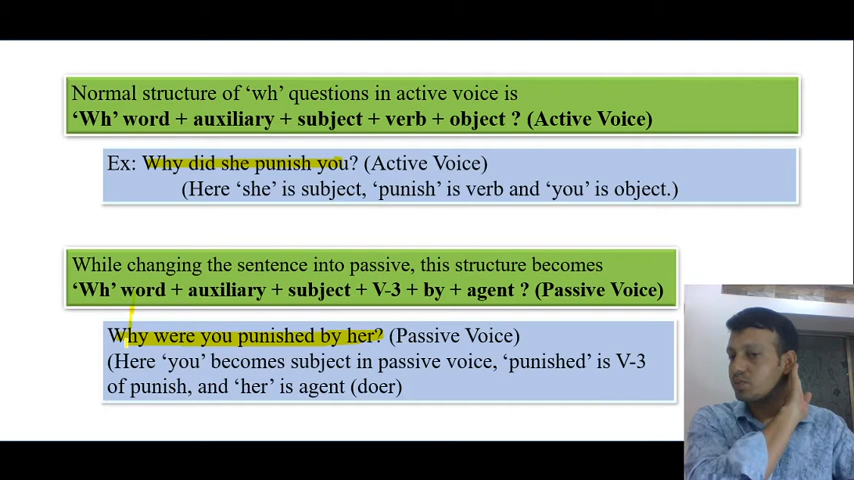 Normal structure of ‘wh’ questions in active voice is
‘Wh’ word + auxiliary + subject + verb + object ? (Active Voice)
Ex: Why did she punish you? (Active Voice)
(Here ‘she’ is subject, ‘punish’ is verb and ‘you’ is object.)
While changing the sentence into passive, this structure becomes
‘Wh’ word + auxiliary + subject + V-3 + by + agent ? (Passive Voice)
Why were you punished by her? (Passive Voice)
(Here ‘you’ becomes subject in passive voice, ‘punished’ is V-3
of punish, and ‘her’ is agent (doer)